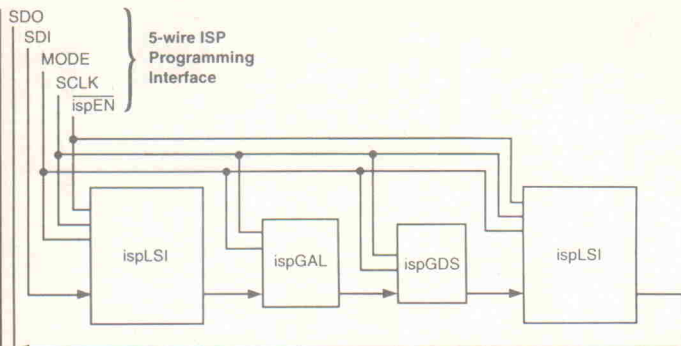 SDO
SDI
MODE
SCLK
ispEN
5-wire ISP
Programming
Interface
ispLSI
ispGAL
ispGDS
ispLSI